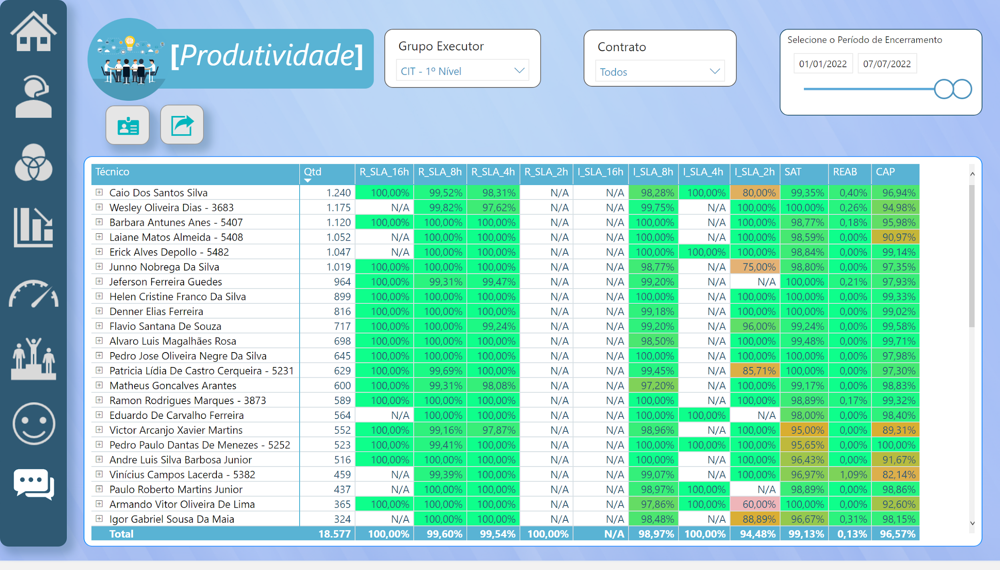 [Produtividade]
Grupo Executor
CIT - 1º Nível
Contrato
Todos
Selecione o Período de Encerramento
01/01/2022 07/07/2022
Técnico Qtd R_SLA_16h R_SLA_8h R_SLA_4h R_SLA_2h I_SLA_16h I_SLA_8h I_SLA_4h I_SLA_2h SAT REAB CAP
Caio Dos Santos Silva 1.240 100,00% 99,52% 98,31% N/A N/A 98,28% 100,00% 80,00% 99,35% 0,40% 96,94%
Wesley Oliveira Dias - 3683 1.175 N/A 99,82% 97,62% N/A N/A 99,75% N/A 100,00% 100,00% 0,26% 94,98%
Barbara Antunes Anes - 5407 1.120 100,00% 100,00% 100,00% N/A N/A 100,00% N/A 100,00% 98,77% 0,18% 95,98%
Laiane Matos Almeida - 5408 1.052 N/A 100,00% 100,00% N/A N/A 100,00% N/A 100,00% 98,59% 0,00% 90,97%
Erick Alves Depollo - 5482 1.047 N/A 100,00% 100,00% N/A N/A 100,00% 100,00% 100,00% 98,84% 0,00% 99,14%
Junno Nobrega Da Silva 1.019 100,00% 100,00% 100,00% N/A N/A 98,77% N/A 75,00% 98,80% 0,00% 97,35%
Jeferson Ferreira Guedes 964 100,00% 99,31% 99,47% N/A N/A 99,20% N/A N/A 100,00% 0,21% 97,93%
Helen Cristine Franco Da Silva 899 100,00% 100,00% 100,00% N/A N/A 100,00% N/A 100,00% 100,00% 0,00% 99,33%
Denner Elias Ferreira 816 100,00% 100,00% 100,00% N/A N/A 99,18% N/A 100,00% 100,00% 0,00% 99,02%
Flavio Santana De Souza 717 100,00% 100,00% 99,24% N/A N/A 99,20% N/A 96,00% 99,24% 0,00% 99,58%
Alvaro Luis Magalhães Rosa 698 100,00% 100,00% 100,00% N/A N/A 98,50% N/A 100,00% 99,48% 0,00% 99,71%
Pedro Jose Oliveira Negre Da Silva 645 100,00% 100,00% 100,00% N/A N/A 100,00% N/A 100,00% 100,00% 0,00% 97,98%
Patricia Lídia De Castro Cerqueira - 5231 629 100,00% 99,69% 100,00% N/A N/A 99,45% N/A 85,71% 100,00% 0,00% 97,30%
Matheus Goncalves Arantes 600 100,00% 99,31% 98,08% N/A N/A 97,20% N/A 100,00% 99,17% 0,00% 98,83%
Ramon Rodrigues Marques - 3873 589 100,00% 100,00% 100,00% N/A N/A 100,00% N/A 100,00% 98,89% 0,17% 99,32%
Eduardo De Carvalho Ferreira 564 N/A 100,00% 100,00% N/A N/A 100,00% 100,00% N/A 98,00% 0,00% 98,40%
Victor Arcanjo Xavier Martins 552 100,00% 99,16% 97,87% N/A N/A 98,96% N/A 100,00% 95,00% 0,00% 89,31%
Pedro Paulo Dantas De Menezes - 5252 523 100,00% 99,41% 100,00% N/A N/A 100,00% 100,00% 100,00% 95,65% 0,00% 100,00%
Andre Luis Silva Barbosa Junior 516 100,00% 100,00% 100,00% N/A N/A 100,00% N/A 100,00% 96,43% 0,00% 91,67%
Vinícius Campos Lacerda - 5382 459 N/A 99,39% 100,00% N/A N/A 99,07% N/A 100,00% 96,97% 1,09% 82,14%
Paulo Roberto Martins Junior 437 N/A 100,00% 100,00% N/A N/A 98,97% 100,00% N/A 98,89% 0,00% 98,86%
Armando Vitor Oliveira De Lima 365 100,00% 100,00% 100,00% N/A N/A 97,86% 100,00% 60,00% 100,00% 0,00% 92,60%
Igor Gabriel Sousa Da Maia 324 N/A 100,00% 100,00% N/A N/A 98,48% N/A 88,89% 96,67% 0,31% 98,15%
Total 18.577 100,00% 99,60% 99,54% 100,00% N/A 98,97% 100,00% 94,48% 99,13% 0,13% 96,57%